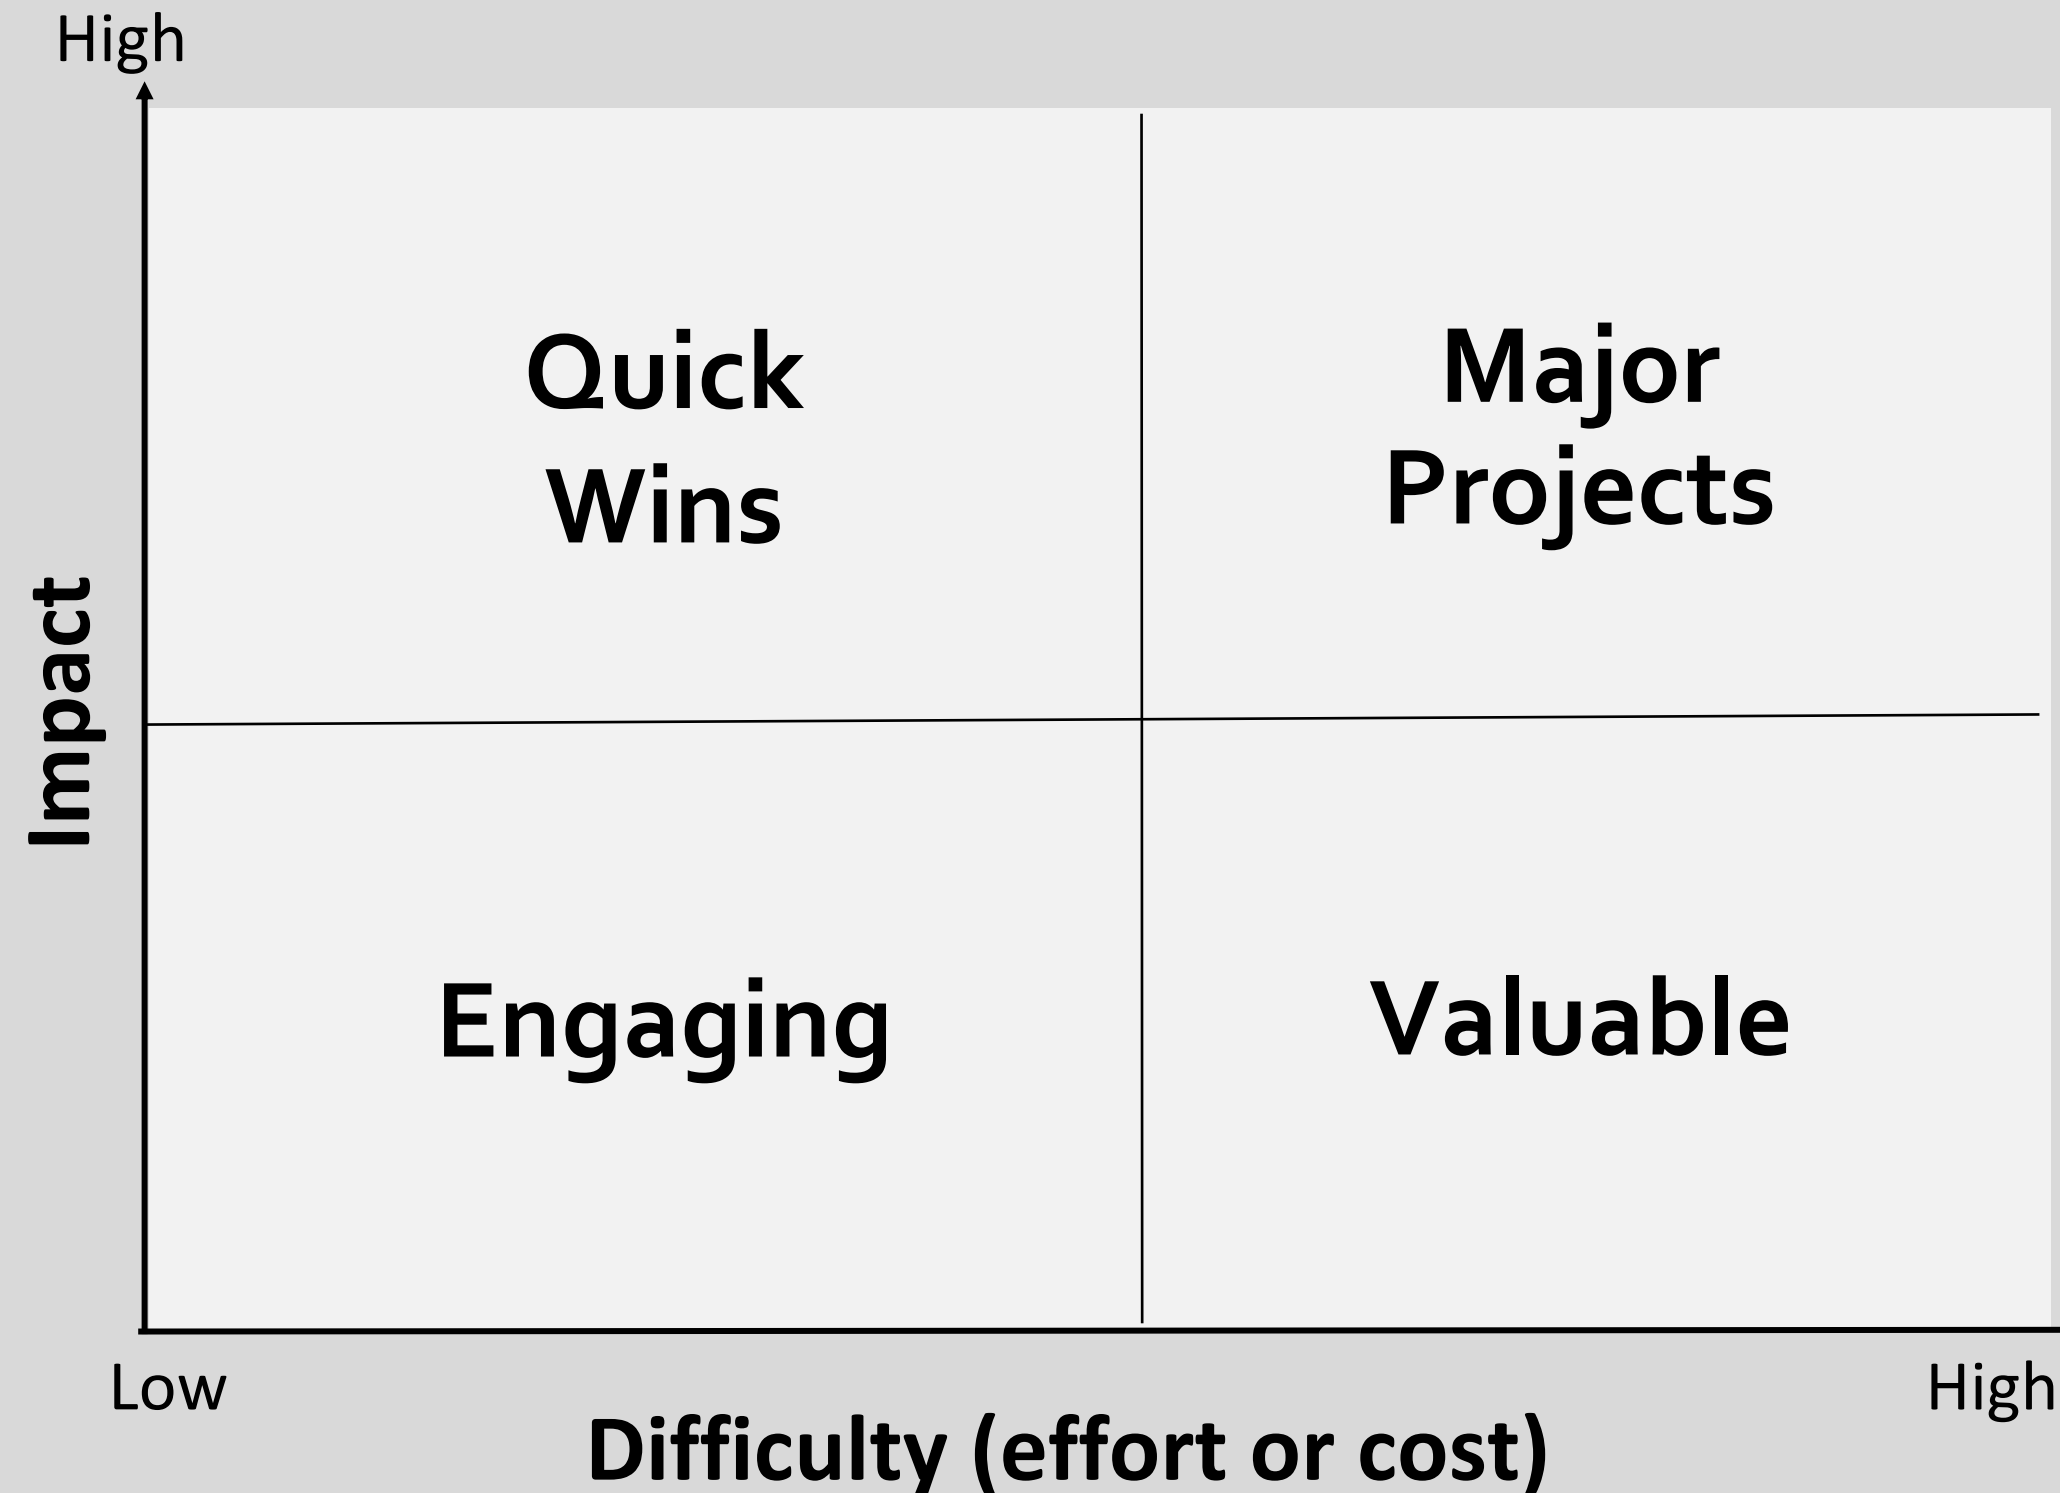 High
Quick
Wins
Major
Projects
Impact
Engaging
Valuable
Low
High
Difficulty (effort or cost)